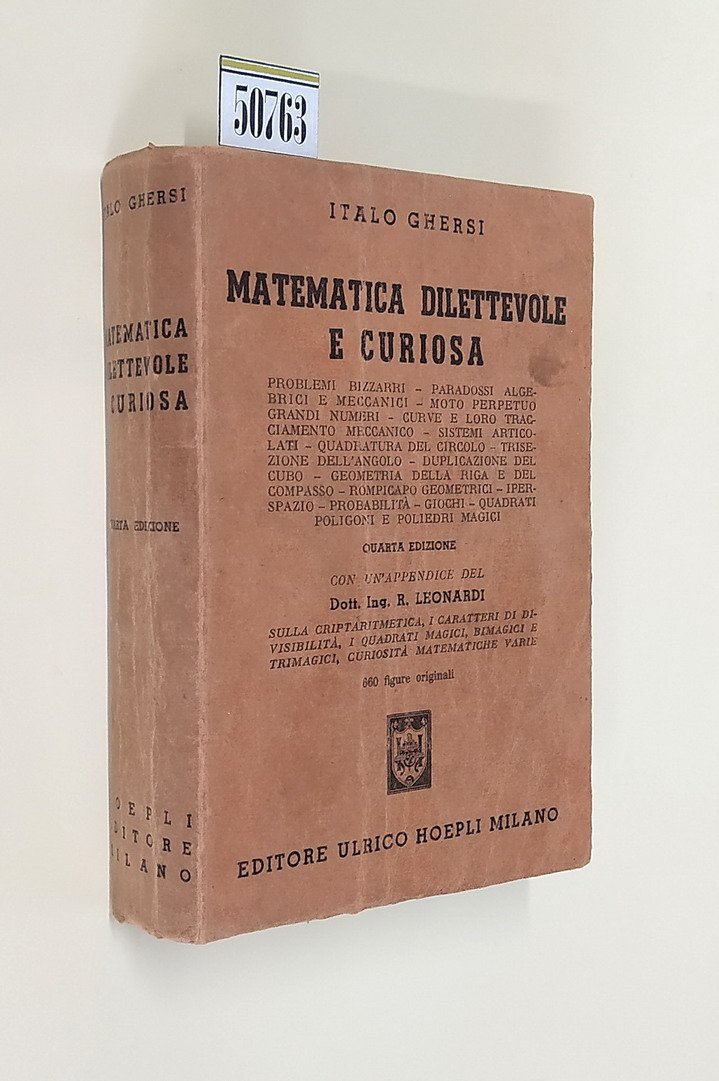 50763
ITALO GHERSI
MATEMATICA DILETTEVOLE
E CURIOSA
PROBLEMI BIZZARRI – PARADOSSI ALGE-
BRICI E MECCANICI – MOTO PERPETUO
GRANDI NUMERI – CURVE E LORO TRAC-
CIAMENTO MECCANICO – SISTEMI ARTICO-
LATI – QUADRATURA DEL CIRCOLO – TRISE-
ZIONE DELL'ANGOLO – DUPLICAZIONE DEL
CUBO – GEOMETRIA DELLA RIGA E DEL
COMPASSO – ROMPICAPO GEOMETRICI – IPER-
SPAZIO – PROBABILITÀ – GIOCHI – QUADRATI
POLIGONI E POLIEDRI MAGICI
QUARTA EDIZIONE
CON UN'APPENDICE DEL
Dott. Ing. R. LEONARDI
SULLA CRIPTARITMETICA, I CARATTERI DI DI-
VISIBILITÀ, I QUADRATI MAGICI, BIMAGICI E
TRIMAGICI, CURIOSITÀ MATEMATICHE VARIE
660 figure originali
EDITORE ULRICO HOEPLI MILANO
ITALO GHERSI
MATEMATICA
DILETTEVOLE
E CURIOSA
QUARTA EDIZIONE
HOEPLI
EDITORE
MILANO